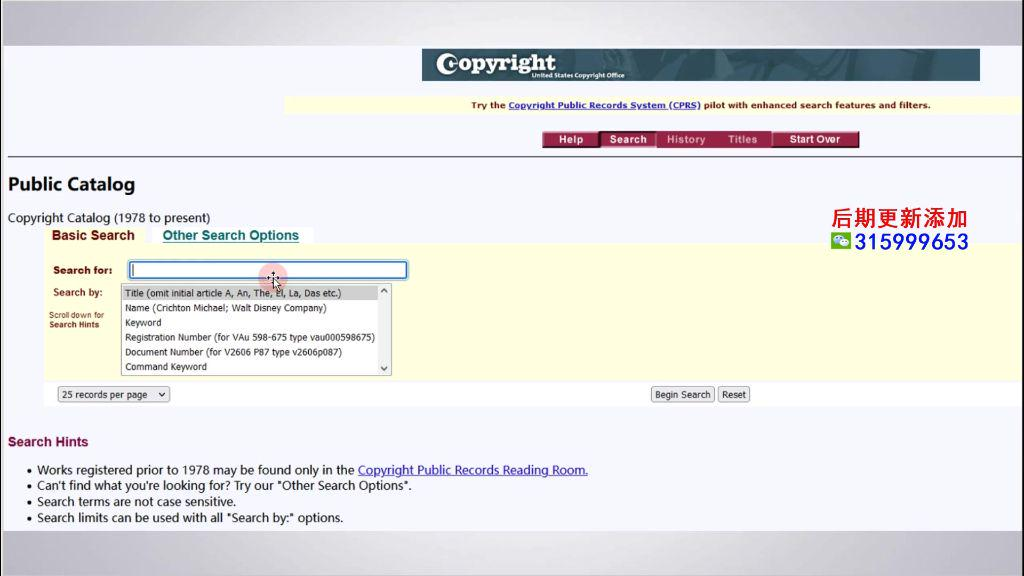 Copyright
United States Copyright Office
Try the Copyright Public Records System (CPRS) pilot with enhanced search features and filters.
Help Search History Titles Start Over
Public Catalog
Copyright Catalog (1978 to present)
后期更新添加
315999653
Basic Search Other Search Options
Search for:
Search by:
Scroll down for
Search Hints
Title (omit initial article A, An, The, El, La, Das etc.)
Name (Crichton Michael; Walt Disney Company)
Keyword
Registration Number (for VAu 598-675 type vau000598675)
Document Number (for V2606 P87 type v2606p087)
Command Keyword
25 records per page Begin Search Reset
Search Hints
• Works registered prior to 1978 may be found only in the Copyright Public Records Reading Room.
• Can't find what you're looking for? Try our "Other Search Options".
• Search terms are not case sensitive.
• Search limits can be used with all "Search by:" options.